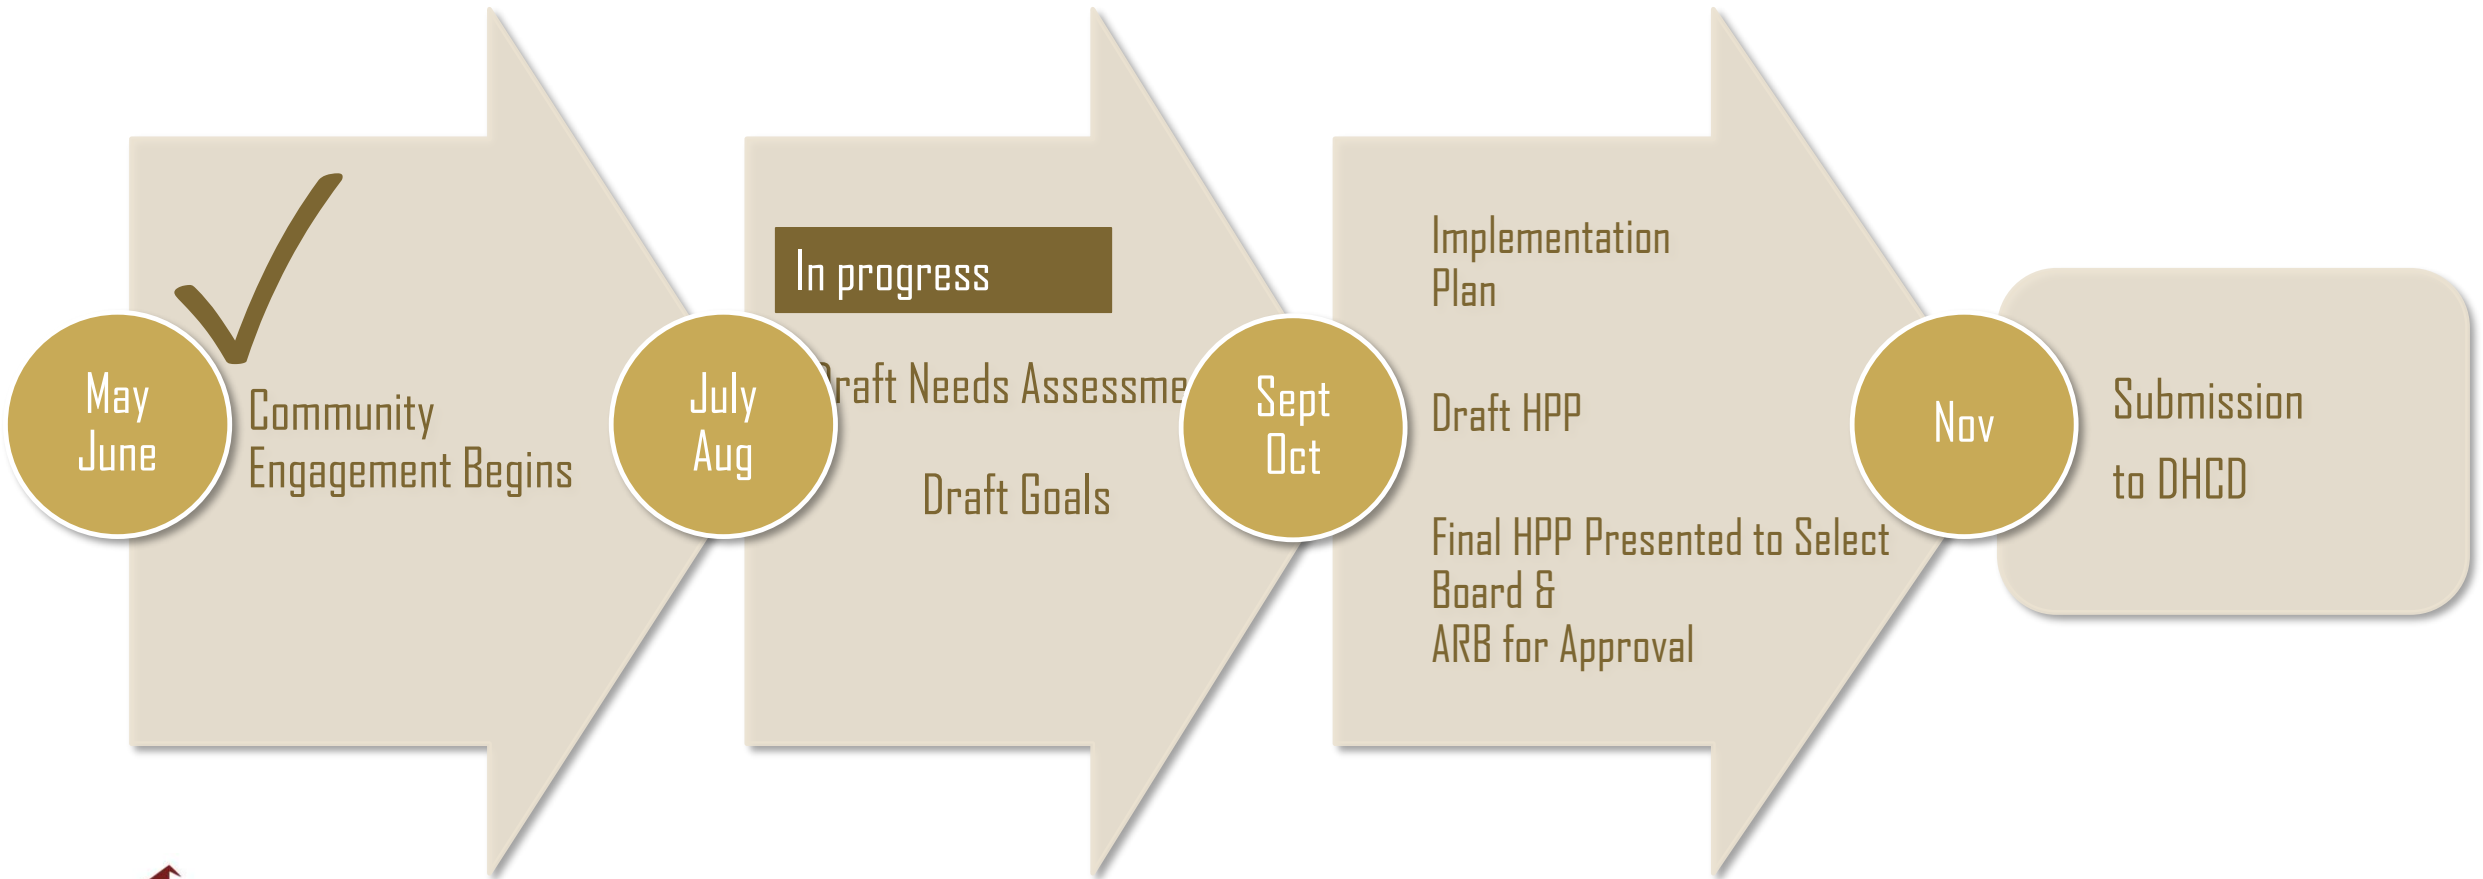 May
June
Community
Engagement Begins
July
Aug
In progress
raft Needs Assessme
Draft Goals
Sept
Oct
Implementation
Plan
Draft HPP
Final HPP Presented to Select
Board &
ARB for Approval
Nov
Submission
to DHCD